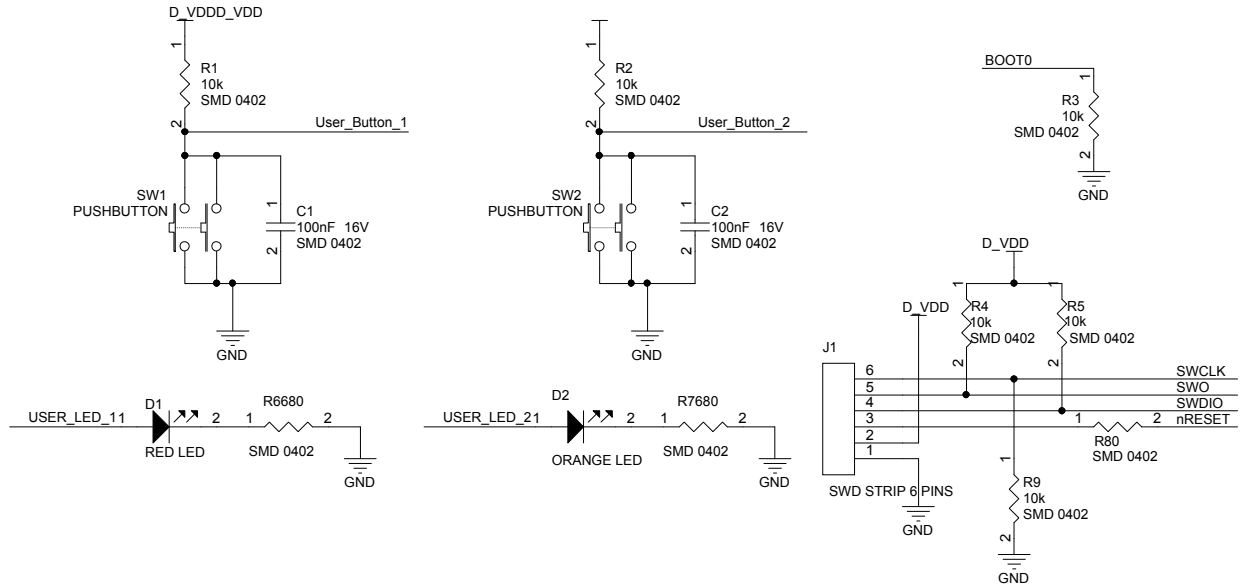 D_VDDD_VDD
1
R1
10k
SMD 0402
2
User_Button_1
SW1
PUSHBUTTON
1
C1
100nF 16V
SMD 0402
2
GND
1
R2
10k
SMD 0402
2
User_Button_2
SW2
PUSHBUTTON
1
C2
100nF 16V
SMD 0402
2
GND
BOOT0
1
R3
10k
SMD 0402
2
GND
USER_LED_11
D1
2
RED LED
R6680
1
2
SMD 0402
GND
USER_LED_21
D2
2
ORANGE LED
R7680
1
2
SMD 0402
GND
D_VDD
1
R4
10k
SMD 0402
2
1
R5
10k
SMD 0402
2
D_VDD
J1
6
5
4
3
2
1
SWD STRIP 6 PINS
GND
SWCLK
SWO
SWDIO
nRESET
1
2
R80
SMD 0402
1
R9
10k
SMD 0402
2
GND